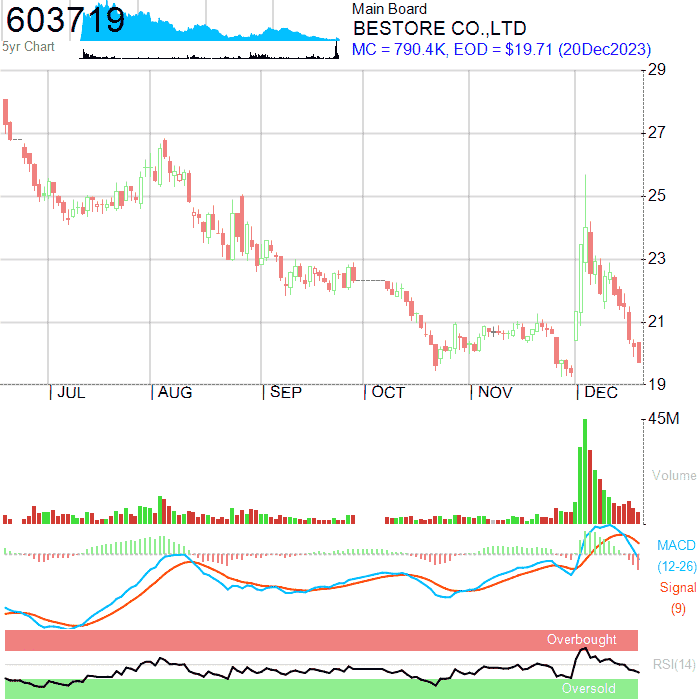 603719
5yr Chart
Main Board
BESTORE CO.,LTD
MC = 790.4K, EOD = $19.71 (20Dec2023)
29
27
25
23
21
19
JUL AUG SEP OCT NOV DEC
45M
Volume
MACD
(12-26)
Signal
(9)
Overbought
RSI(14)
Oversold